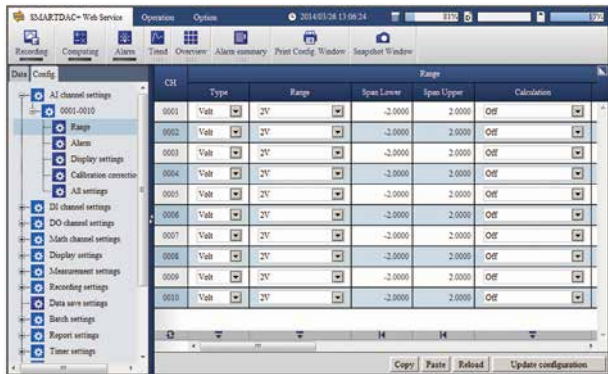 SMARTDAC+ Web Service Operation Option 2014/03/26 13:06:24 81%
Recording Computing Alarm Trend Overview Alarm summary Print Config. Window Snapshot Window
Data Config.
AI channel settings
0001-0010
Range
Alarm
Display settings
Calibration correctio
All settings
DI channel settings
DO channel settings
Math channel settings
Display settings
Measurement settings
Recording settings
Data save settings
Batch settings
Report settings
Timer settings
CH Range
Type Range Span Lower Span Upper Calculation
0001 Volt 2V -2.0000 2.0000 Off
0002 Volt 2V -2.0000 2.0000 Off
0003 Volt 2V -2.0000 2.0000 Off
0004 Volt 2V -2.0000 2.0000 Off
0005 Volt 2V -2.0000 2.0000 Off
0006 Volt 2V -2.0000 2.0000 Off
0007 Volt 2V -2.0000 2.0000 Off
0008 Volt 2V -2.0000 2.0000 Off
0009 Volt 2V -2.0000 2.0000 Off
0010 Volt 2V -2.0000 2.0000 Off
Copy Paste Reload Update configuration